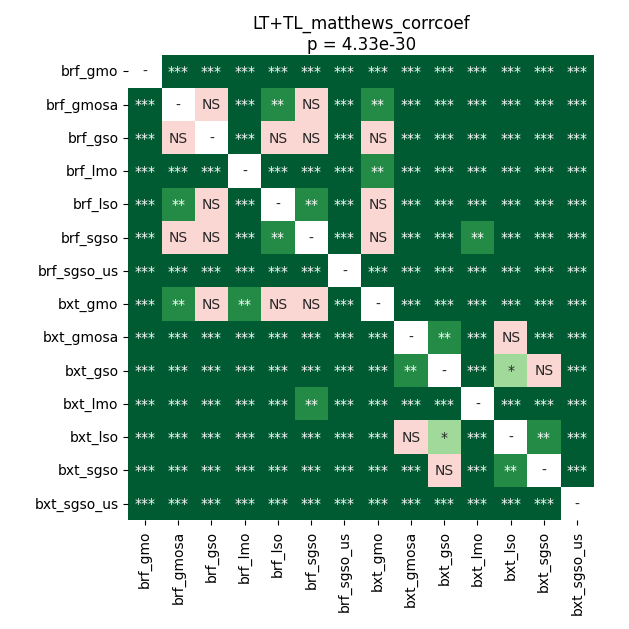 LT+TL_matthews_corrcoef
p = 4.33e-30
brf_gmo - *** *** *** *** *** *** *** *** *** *** *** *** ***
brf_gmosa *** - NS *** ** NS *** ** *** *** *** *** *** ***
brf_gso *** NS - *** NS NS *** NS *** *** *** *** *** ***
brf_lmo *** *** *** - *** *** *** ** *** *** *** *** *** ***
brf_lso *** ** NS *** - ** *** NS *** *** *** *** *** ***
brf_sgso *** NS NS *** ** - *** NS *** *** ** *** *** ***
brf_sgso_us *** *** *** *** *** *** - *** *** *** *** *** *** ***
bxt_gmo *** ** NS ** NS NS *** - *** *** *** *** *** ***
bxt_gmosa *** *** *** *** *** *** *** *** - ** *** NS *** ***
bxt_gso *** *** *** *** *** *** *** *** ** - *** * NS ***
bxt_lmo *** *** *** *** *** ** *** *** *** *** - *** *** ***
bxt_lso *** *** *** *** *** *** *** *** NS * *** - ** ***
bxt_sgso *** *** *** *** *** *** *** *** *** NS *** ** - ***
bxt_sgso_us *** *** *** *** *** *** *** *** *** *** *** *** *** -
brf_gmo brf_gmosa brf_gso brf_lmo brf_lso brf_sgso brf_sgso_us bxt_gmo bxt_gmosa bxt_gso bxt_lmo bxt_lso bxt_sgso bxt_sgso_us